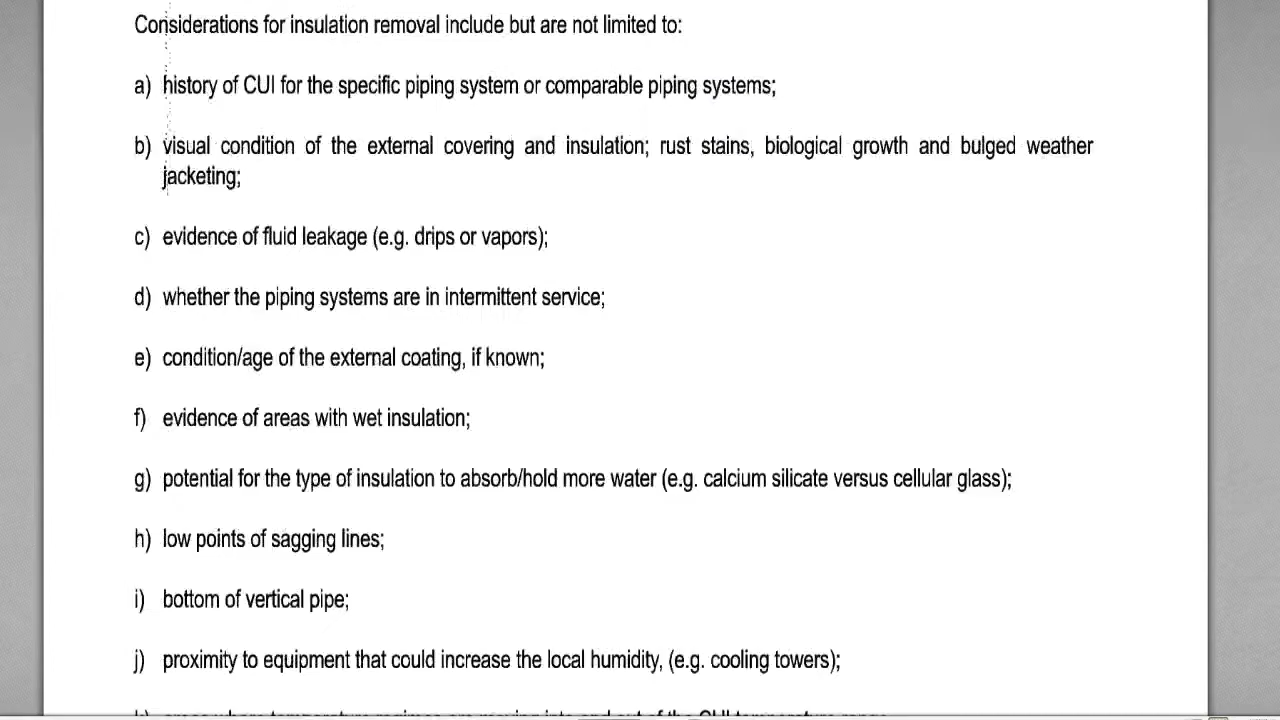 Considerations for insulation removal include but are not limited to:
a) history of CUI for the specific piping system or comparable piping systems;
b) visual condition of the external covering and insulation; rust stains, biological growth and bulged weather
jacketing;
c) evidence of fluid leakage (e.g. drips or vapors);
d) whether the piping systems are in intermittent service;
e) condition/age of the external coating, if known;
f) evidence of areas with wet insulation;
g) potential for the type of insulation to absorb/hold more water (e.g. calcium silicate versus cellular glass);
h) low points of sagging lines;
i) bottom of vertical pipe;
j) proximity to equipment that could increase the local humidity, (e.g. cooling towers);